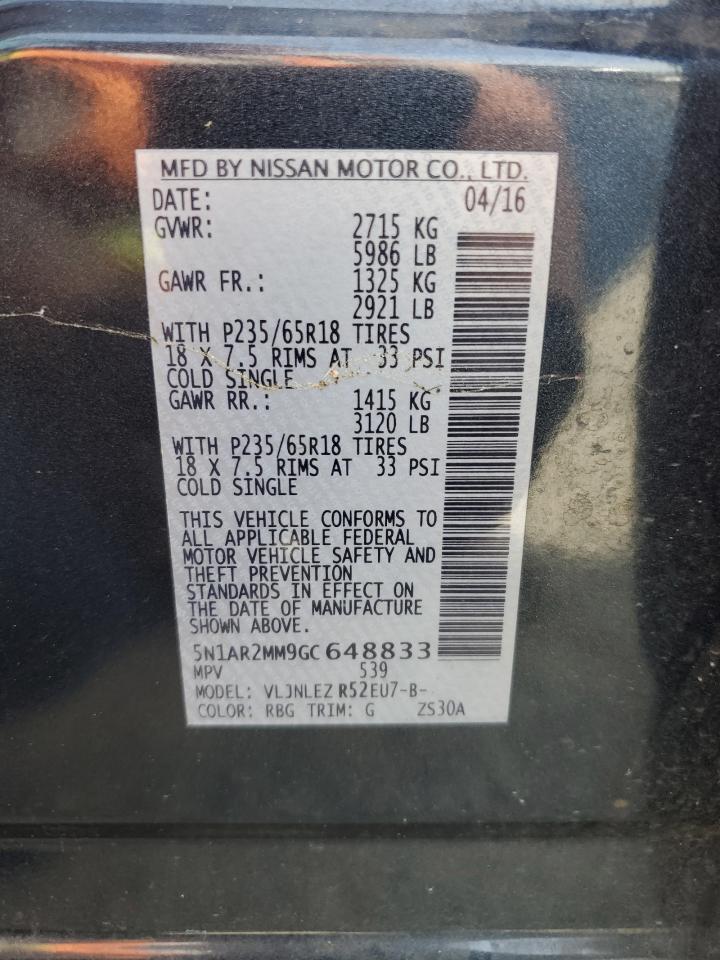 MFD BY NISSAN MOTOR CO., LTD.
DATE: 04/16
GVWR: 2715 KG
5986 LB
GAWR FR.: 1325 KG
2921 LB
WITH P235/65R18 TIRES
18 X 7.5 RIMS AT 33 PSI
COLD SINGLE
GAWR RR.: 1415 KG
3120 LB
WITH P235/65R18 TIRES
18 X 7.5 RIMS AT 33 PSI
COLD SINGLE
THIS VEHICLE CONFORMS TO
ALL APPLICABLE FEDERAL
MOTOR VEHICLE SAFETY AND
THEFT PREVENTION
STANDARDS IN EFFECT ON
THE DATE OF MANUFACTURE
SHOWN ABOVE.
5N1AR2MM9GC648833
MPV 539
MODEL: VLJNLEZ R52EU7-B-
COLOR: RBG TRIM: G ZS30A